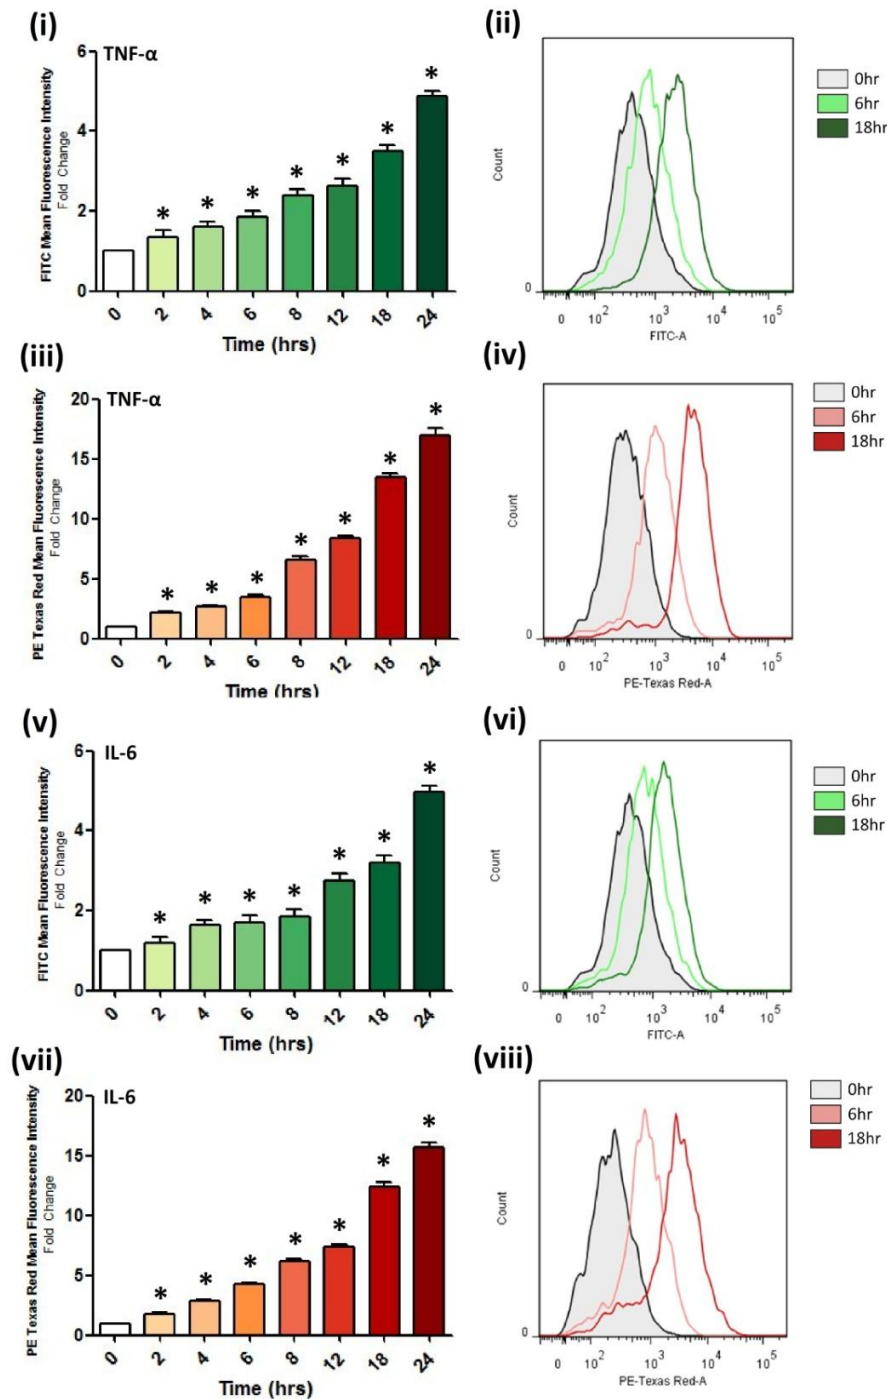 (i)
TNF-α
FITC Mean Fluorescence Intensity
Fold Change
6
4
2
0
* * * * * * *
0 2 4 6 8 12 18 24
Time (hrs)
(ii)
Count
0
0 10² 10³ 10⁴ 10⁵
FITC-A
0hr
6hr
18hr
(iii)
TNF-α
PE Texas Red Mean Fluorescence Intensity
Fold Change
20
15
10
5
0
* * * * * * *
0 2 4 6 8 12 18 24
Time (hrs)
(iv)
Count
0
0 10² 10³ 10⁴ 10⁵
PE-Texas Red-A
0hr
6hr
18hr
(v)
IL-6
FITC Mean Fluorescence Intensity
Fold Change
6
4
2
0
* * * * * * *
0 2 4 6 8 12 18 24
Time (hrs)
(vi)
Count
0
0 10² 10³ 10⁴ 10⁵
FITC-A
0hr
6hr
18hr
(vii)
IL-6
PE Texas Red Mean Fluorescence Intensity
Fold Change
20
15
10
5
0
* * * * * * *
0 2 4 6 8 12 18 24
Time (hrs)
(viii)
Count
0
0 10² 10³ 10⁴ 10⁵
PE-Texas Red-A
0hr
6hr
18hr